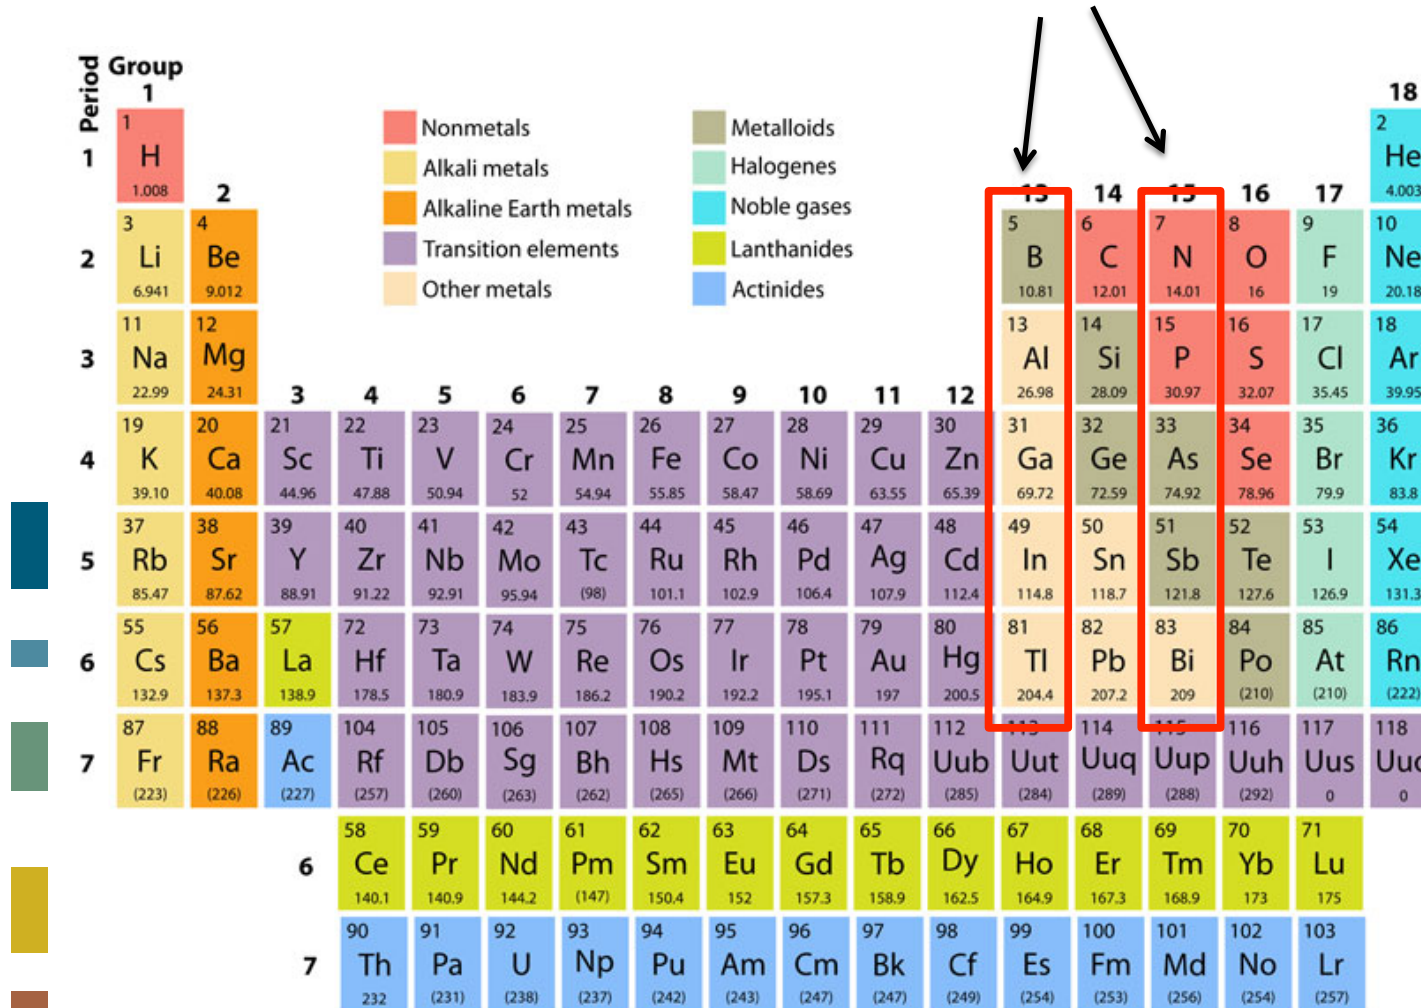 Period
Group
1
18
1
H
1.008
2
He
4.003
Nonmetals
Alkali metals
Alkaline Earth metals
Transition elements
Other metals
Metalloids
Halogenes
Noble gases
Lanthanides
Actinides
1
2
13
14
15
16
17
2
3
Li
6.941
4
Be
9.012
5
B
10.81
6
C
12.01
7
N
14.01
8
O
16
9
F
19
10
Ne
20.18
3
11
Na
22.99
12
Mg
24.31
13
Al
26.98
14
Si
28.09
15
P
30.97
16
S
32.07
17
Cl
35.45
18
Ar
39.95
3
4
5
6
7
8
9
10
11
12
4
19
K
39.10
20
Ca
40.08
21
Sc
44.96
22
Ti
47.88
23
V
50.94
24
Cr
52
25
Mn
54.94
26
Fe
55.85
27
Co
58.47
28
Ni
58.69
29
Cu
63.55
30
Zn
65.39
31
Ga
69.72
32
Ge
72.59
33
As
74.92
34
Se
78.96
35
Br
79.9
36
Kr
83.8
5
37
Rb
85.47
38
Sr
87.62
39
Y
88.91
40
Zr
91.22
41
Nb
92.91
42
Mo
95.94
43
Tc
(98)
44
Ru
101.1
45
Rh
102.9
46
Pd
106.4
47
Ag
107.9
48
Cd
112.4
49
In
114.8
50
Sn
118.7
51
Sb
121.8
52
Te
127.6
53
I
126.9
54
Xe
131.3
6
55
Cs
132.9
56
Ba
137.3
57
La
138.9
72
Hf
178.5
73
Ta
180.9
74
W
183.9
75
Re
186.2
76
Os
190.2
77
Ir
192.2
78
Pt
195.1
79
Au
197
80
Hg
200.5
81
Tl
204.4
82
Pb
207.2
83
Bi
209
84
Po
(210)
85
At
(210)
86
Rn
(222)
7
87
Fr
(223)
88
Ra
(226)
89
Ac
(227)
104
Rf
(257)
105
Db
(260)
106
Sg
(263)
107
Bh
(262)
108
Hs
(265)
109
Mt
(266)
110
Ds
(271)
111
Rq
(272)
112
Uub
(285)
113
Uut
(284)
114
Uuq
(289)
115
Uup
(288)
116
Uuh
(292)
117
Uus
0
118
Uuo
0
6
58
Ce
140.1
59
Pr
140.9
60
Nd
144.2
61
Pm
(147)
62
Sm
150.4
63
Eu
152
64
Gd
157.3
65
Tb
158.9
66
Dy
162.5
67
Ho
164.9
68
Er
167.3
69
Tm
168.9
70
Yb
173
71
Lu
175
7
90
Th
232
91
Pa
(231)
92
U
(238)
93
Np
(237)
94
Pu
(242)
95
Am
(243)
96
Cm
(247)
97
Bk
(247)
98
Cf
(249)
99
Es
(254)
100
Fm
(253)
101
Md
(256)
102
No
(254)
103
Lr
(257)